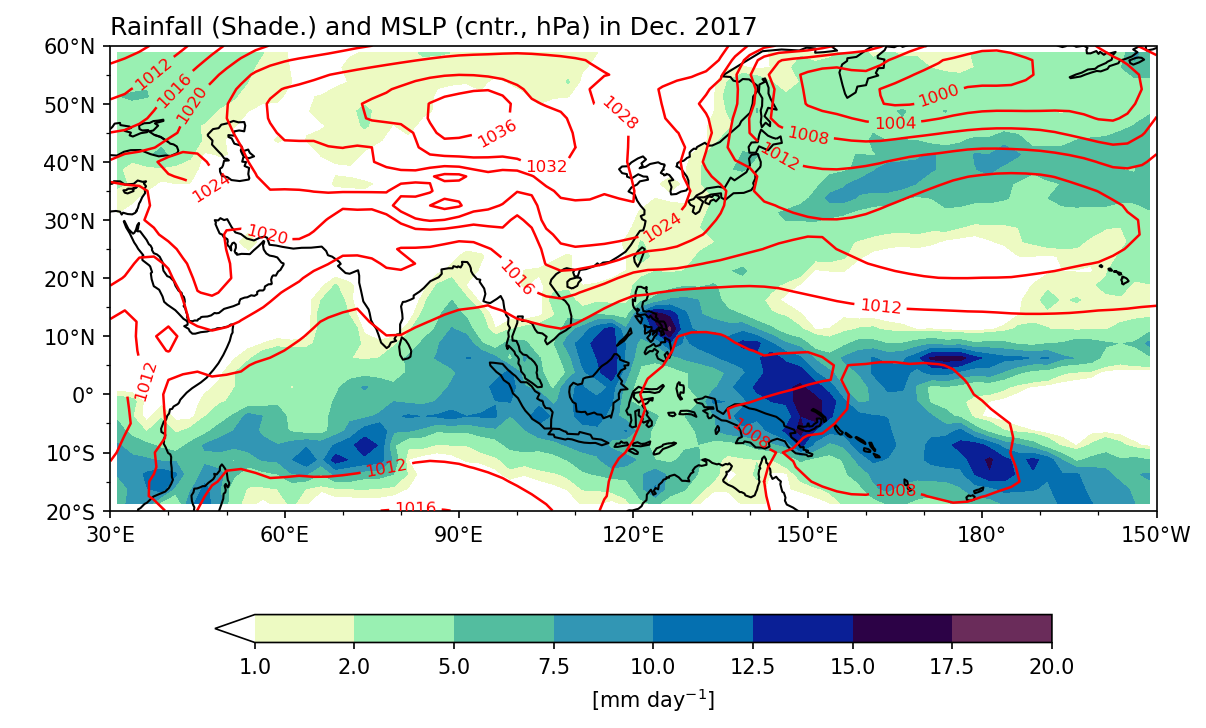 Rainfall (Shade.) and MSLP (cntr., hPa) in Dec. 2017
60°N
50°N
40°N
30°N
20°N
10°N
0°
10°S
20°S
1012
1016
1020
1024
1020
1036
1032
1028
1024
1016
1012
1008
1004
1000
1012
1012
1008
1012
1008
1016
30°E 60°E 90°E 120°E 150°E 180° 150°W
1.0 2.0 5.0 7.5 10.0 12.5 15.0 17.5 20.0
[mm day⁻¹]